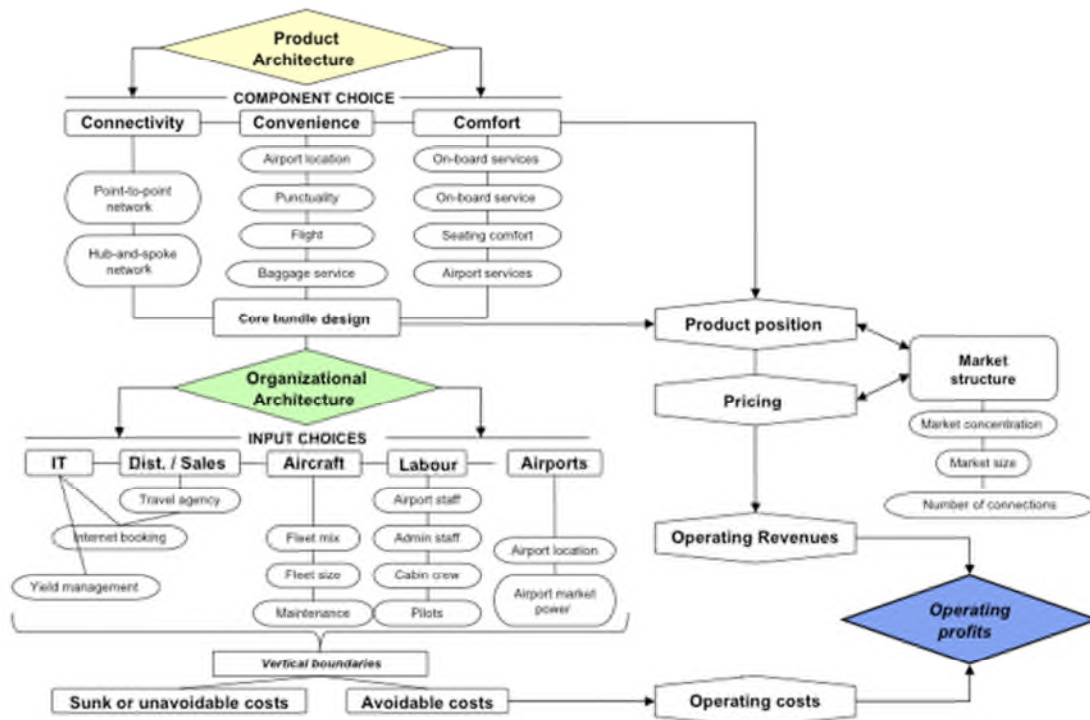 Product
Architecture
COMPONENT CHOICE
Connectivity
Convenience
Comfort
Point-to-point
network
Hub-and-spoke
network
Airport location
Punctuality
Flight
Baggage service
On-board services
On-board service
Seating comfort
Airport services
Core bundle design
Product position
Market
structure
Pricing
Market concentration
Market size
Number of connections
Organizational
Architecture
INPUT CHOICES
IT
Dist. / Sales
Aircraft
Labour
Airports
Travel agency
Internet booking
Yield management
Fleet mix
Fleet size
Maintenance
Airport staff
Admin staff
Cabin crew
Pilots
Airport location
Airport market
power
Operating Revenues
Operating
profits
Vertical boundaries
Sunk or unavoidable costs
Avoidable costs
Operating costs